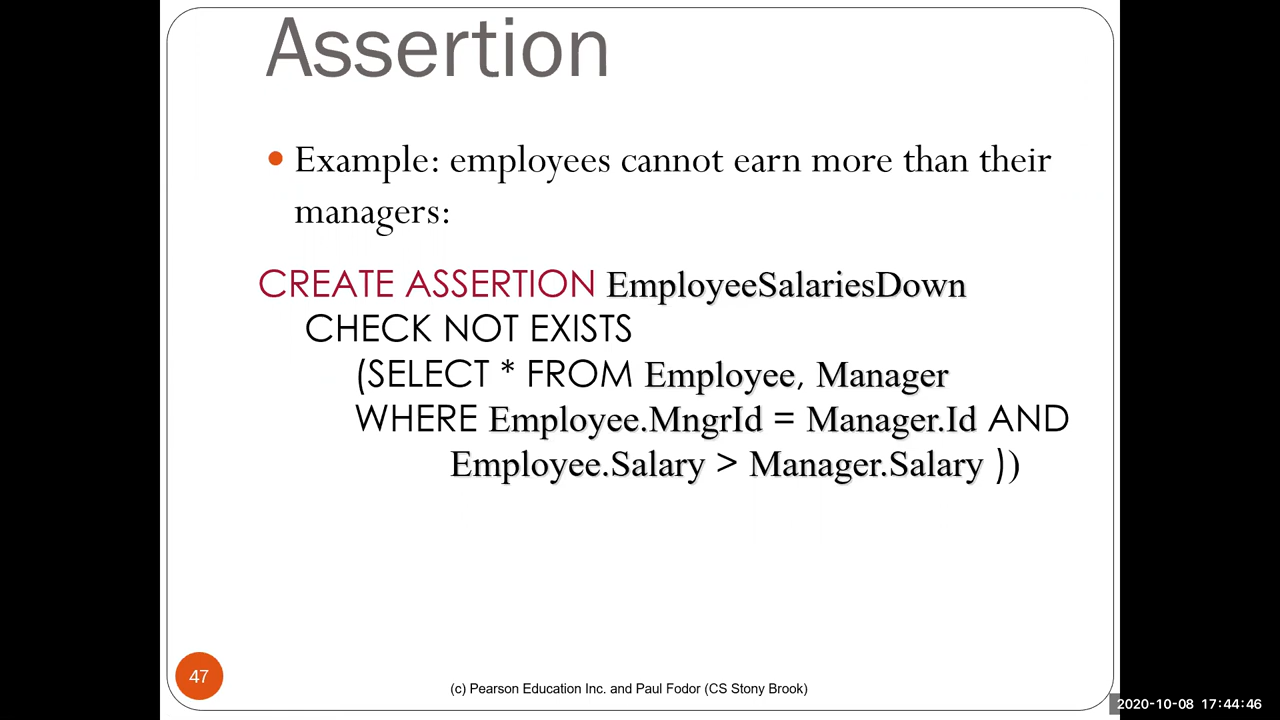 Assertion
• Example: employees cannot earn more than their
managers:
CREATE ASSERTION EmployeeSalariesDown
CHECK NOT EXISTS
(SELECT * FROM Employee, Manager
WHERE Employee.MngrId = Manager.Id AND
Employee.Salary > Manager.Salary ))
47
(c) Pearson Education Inc. and Paul Fodor (CS Stony Brook)
2020-10-08 17:44:46